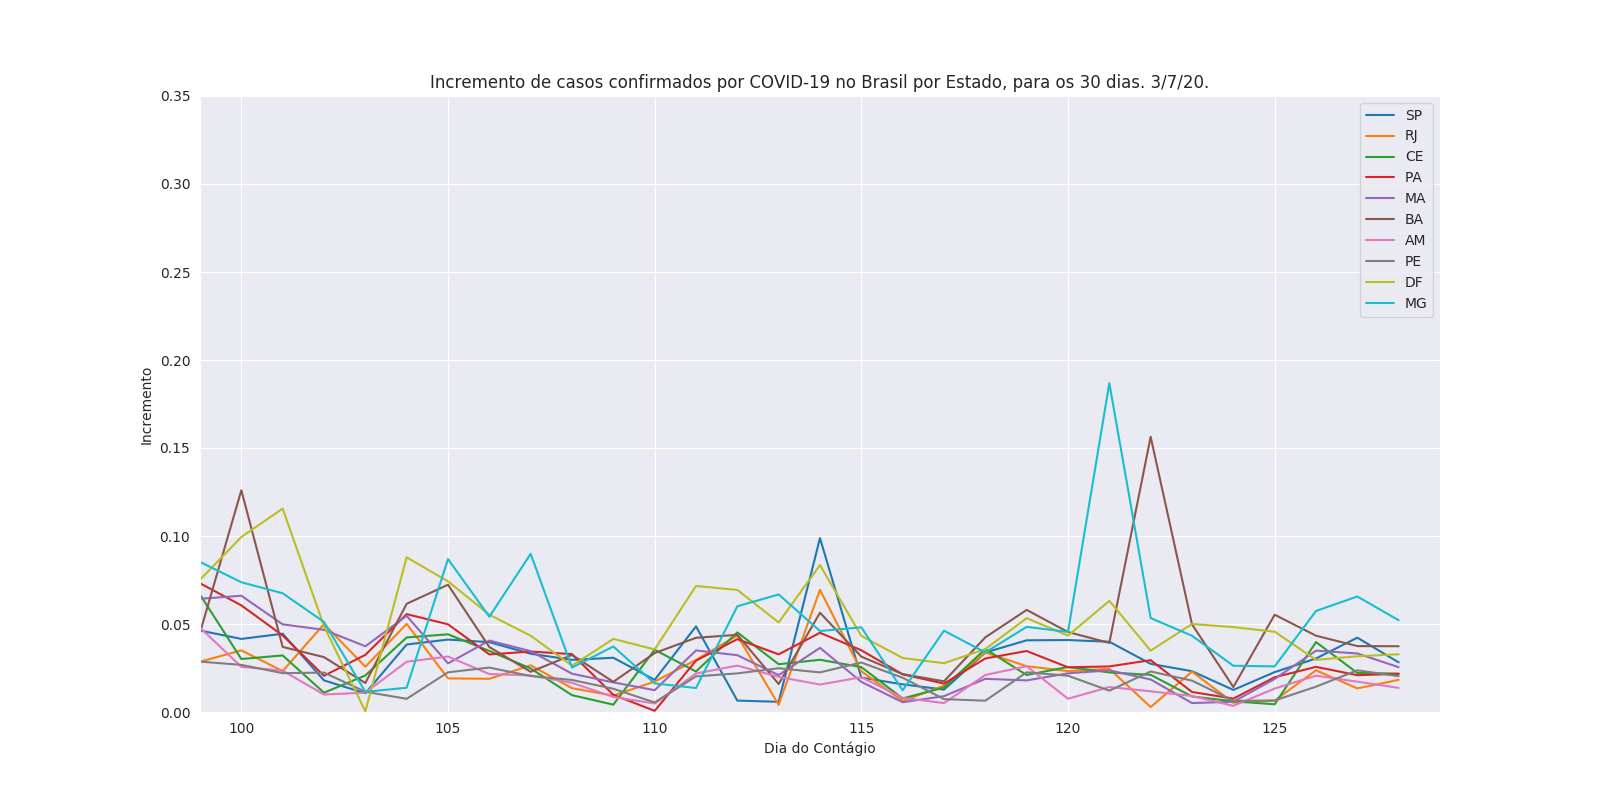 Incremento de casos confirmados por COVID-19 no Brasil por Estado, para os 30 dias. 3/7/20.
0.35
0.30
0.25
0.20
0.15
0.10
0.05
0.00
Incremento
SP
RJ
CE
PA
MA
BA
AM
PE
DF
MG
100
105
110
115
120
125
Dia do Contágio